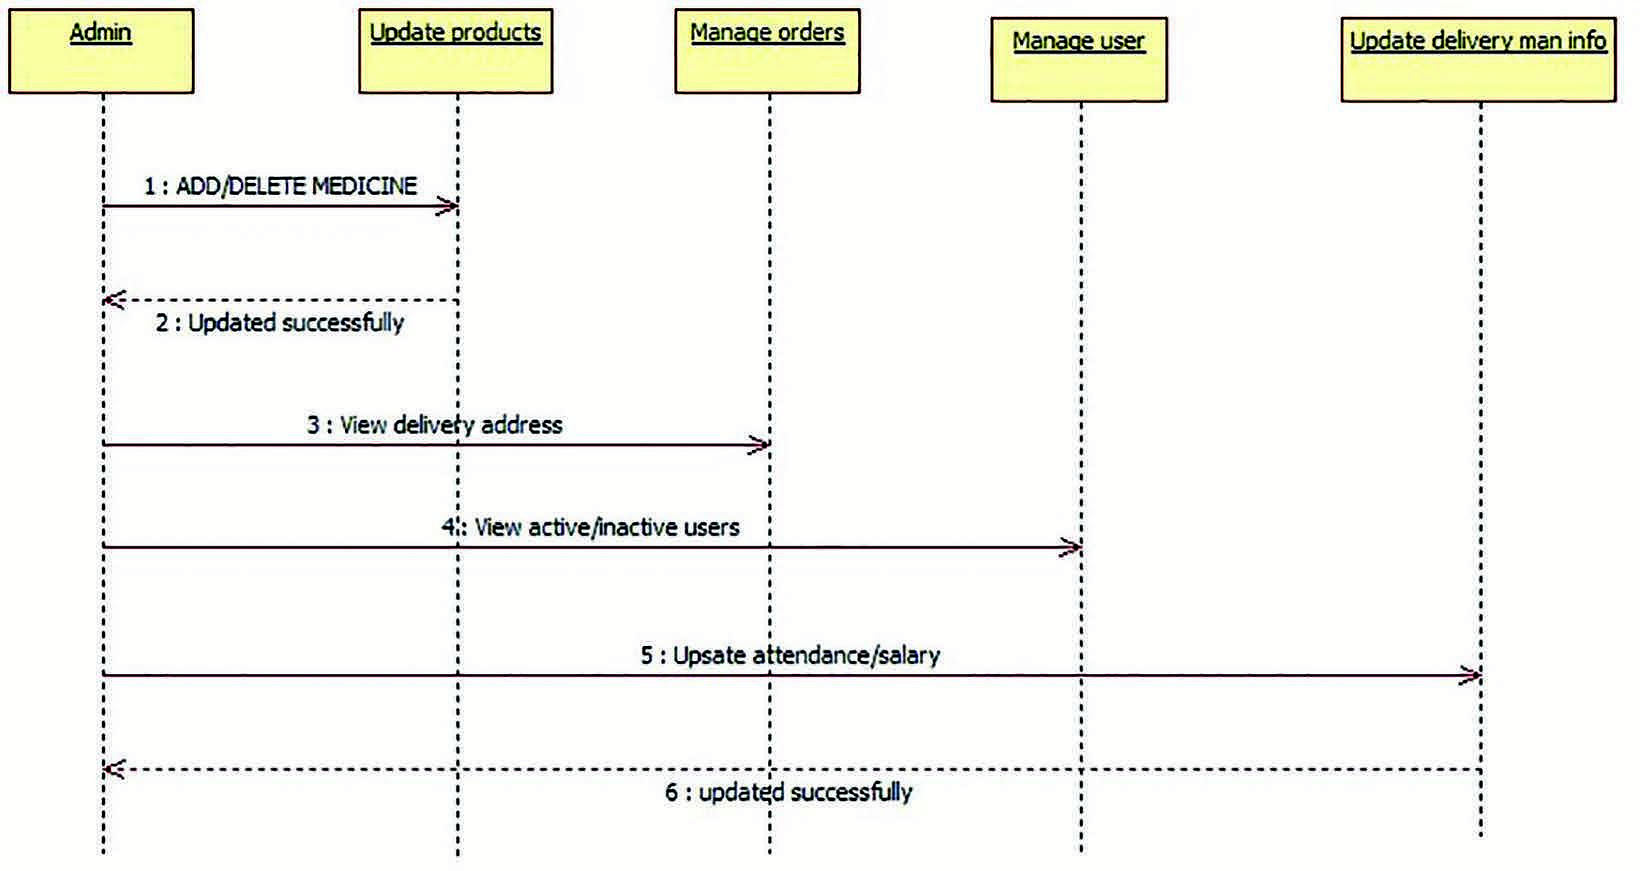 Admin
Update products
Manage orders
Manage user
Update delivery man info
1 : ADD/DELETE MEDICINE
2 : Updated successfully
3 : View delivery address
4 : View active/inactive users
5 : Upsate attendance/salary
6 : updated successfully